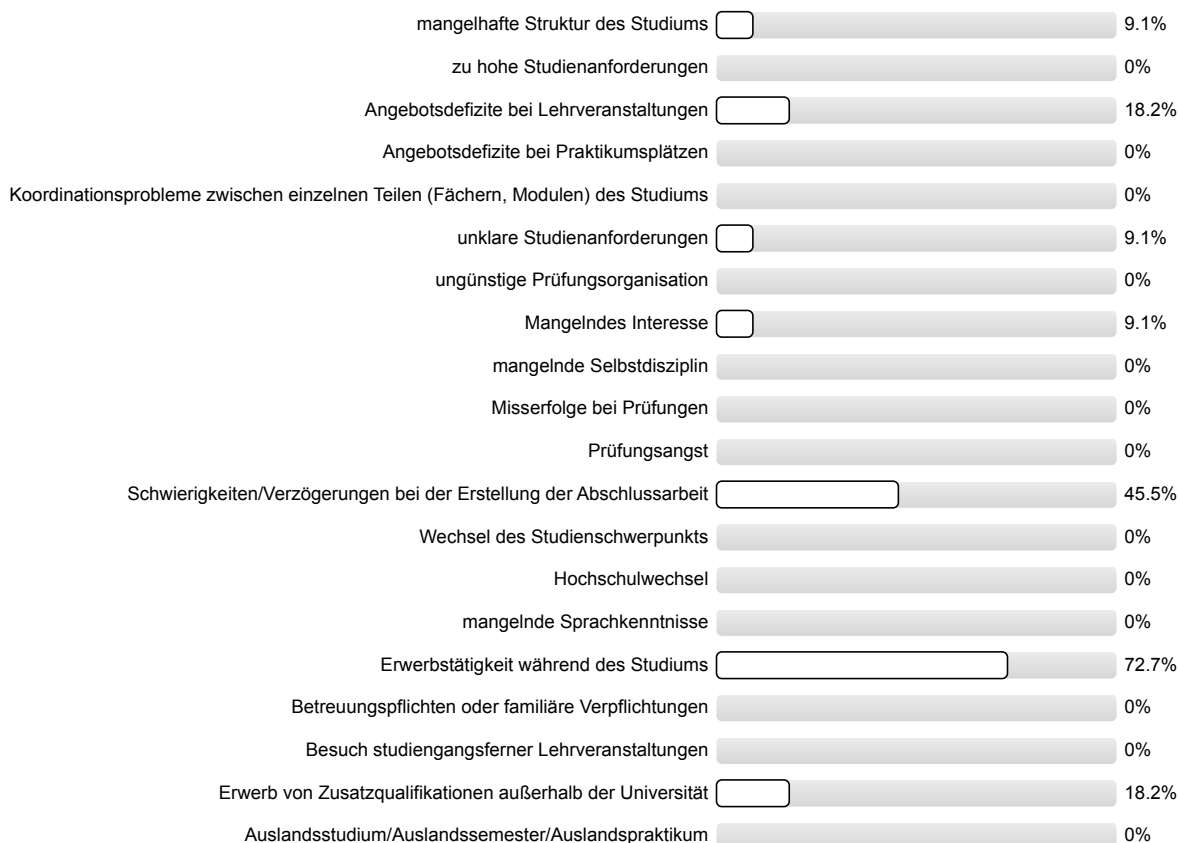 mangelhafte Struktur des Studiums 9.1%
zu hohe Studienanforderungen 0%
Angebotsdefizite bei Lehrveranstaltungen 18.2%
Angebotsdefizite bei Praktikumsplätzen 0%
Koordinationsprobleme zwischen einzelnen Teilen (Fächern, Modulen) des Studiums 0%
unklare Studienanforderungen 9.1%
ungünstige Prüfungsorganisation 0%
Mangelndes Interesse 9.1%
mangelnde Selbstdisziplin 0%
Misserfolge bei Prüfungen 0%
Prüfungsangst 0%
Schwierigkeiten/Verzögerungen bei der Erstellung der Abschlussarbeit 45.5%
Wechsel des Studienschwerpunkts 0%
Hochschulwechsel 0%
mangelnde Sprachkenntnisse 0%
Erwerbstätigkeit während des Studiums 72.7%
Betreuungspflichten oder familiäre Verpflichtungen 0%
Besuch studiengangsferner Lehrveranstaltungen 0%
Erwerb von Zusatzqualifikationen außerhalb der Universität 18.2%
Auslandsstudium/Auslandssemester/Auslandspraktikum 0%